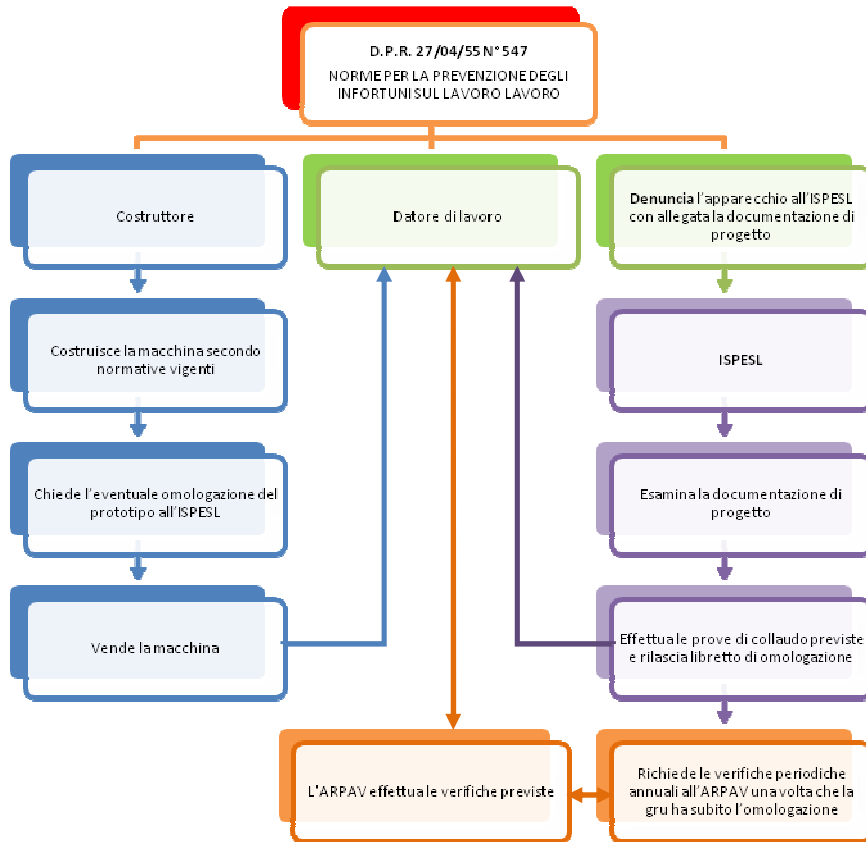 D.P.R. 27/04/55 N° 547
NORME PER LA PREVENZIONE DEGLI
INFORTUNI SUL LAVORO LAVORO
Costruttore
Datore di lavoro
Denuncia l'apparecchio all'ISPESL
con allegata la documentazione di
progetto
Costruisce la macchina secondo
normative vigenti
ISPESL
Chiede l'eventuale omologazione del
prototipo all'ISPESL
Esamina la documentazione di
progetto
Vende la macchina
Effettua le prove di collaudo previste
e rilascia libretto di omologazione
L'ARPAV effettua le verifiche previste
Richiede le verifiche periodiche
annuali all'ARPAV una volta che la
gru ha subito l'omologazione